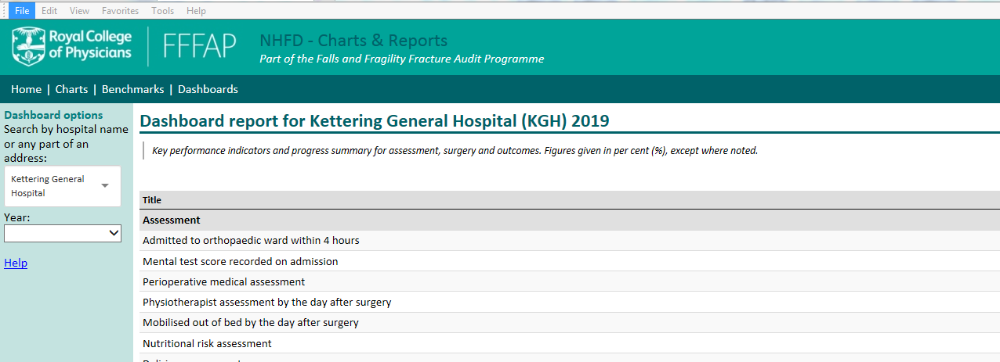 File Edit View Favorites Tools Help
Royal College
of Physicians
FFFAP
NHFD - Charts & Reports
Part of the Falls and Fragility Fracture Audit Programme
Home | Charts | Benchmarks | Dashboards
Dashboard options
Search by hospital name
or any part of an
address:
Kettering General
Hospital
Year:
Help
Dashboard report for Kettering General Hospital (KGH) 2019
Key performance indicators and progress summary for assessment, surgery and outcomes. Figures given in per cent (%), except where noted.
Title
Assessment
Admitted to orthopaedic ward within 4 hours
Mental test score recorded on admission
Perioperative medical assessment
Physiotherapist assessment by the day after surgery
Mobilised out of bed by the day after surgery
Nutritional risk assessment